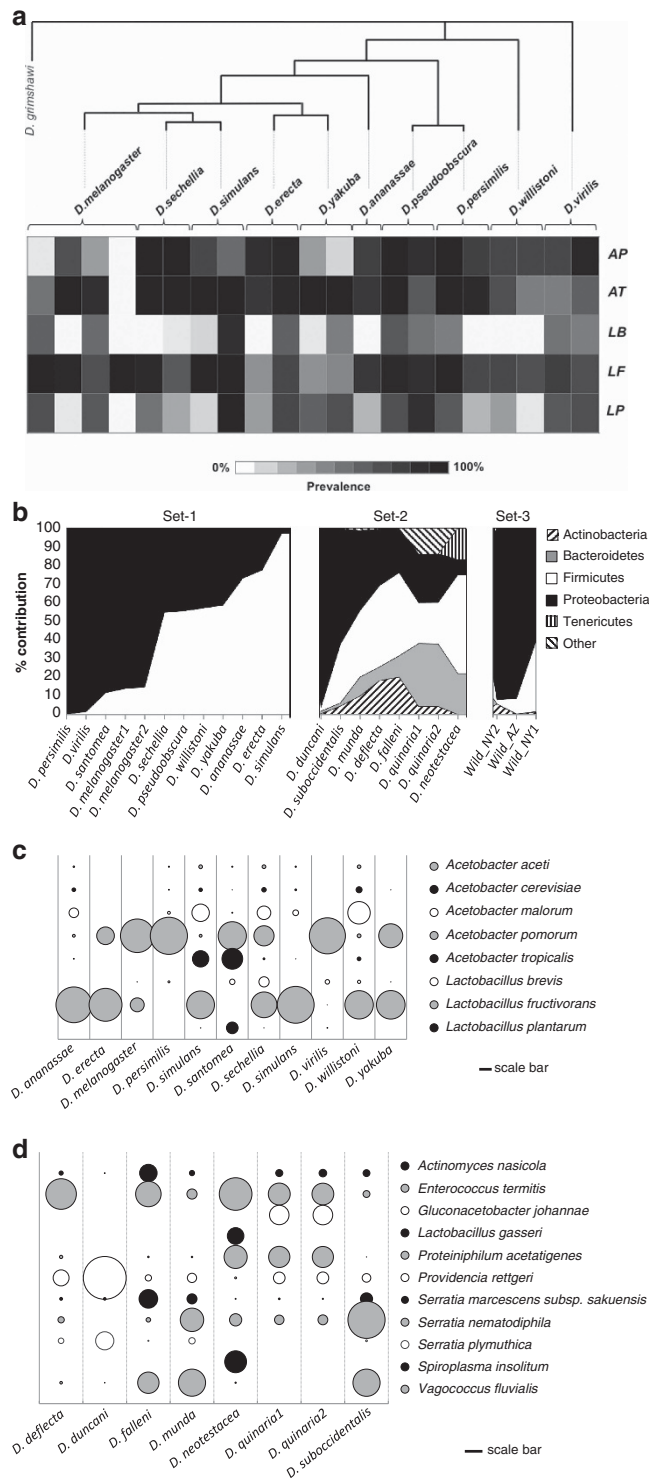 a
D. grimshawi
D.melanogaster
D.sechellia
D.simulans
D.erecta
D.yakuba
D.ananassae
D.pseudoobscura
D.persimilis
D.willistoni
D.virilis
AP
AT
LB
LF
LP
0%
100%
Prevalence
b
Set-1
Set-2
Set-3
% contribution
100
90
80
70
60
50
40
30
20
10
0
D. persimilis
D. virilis
D. santomea
D. melanogaster1
D. melanogaster2
D. sechellia
D. pseudoobscura
D. willistoni
D. yakuba
D. ananassae
D. erecta
D. simulans
D. duncani
D. suboccidentalis
D. munda
D. deflecta
D. falleni
D. quinaria1
D. quinaria2
D. neotestacea
Wild_NY2
Wild_AZ
Wild_NY1
Actinobacteria
Bacteroidetes
Firmicutes
Proteobacteria
Tenericutes
Other
c
Acetobacter aceti
Acetobacter cerevisiae
Acetobacter malorum
Acetobacter pomorum
Acetobacter tropicalis
Lactobacillus brevis
Lactobacillus fructivorans
Lactobacillus plantarum
D. ananassae
D. erecta
D. melanogaster
D. persimilis
D. simulans
D. santomea
D. sechellia
D. simulans
D. virilis
D. willistoni
D. yakuba
scale bar
d
Actinomyces nasicola
Enterococcus termitis
Gluconacetobacter johannae
Lactobacillus gasseri
Proteiniphilum acetatigenes
Providencia rettgeri
Serratia marcescens subsp. sakuensis
Serratia nematodiphila
Serratia plymuthica
Spiroplasma insolitum
Vagococcus fluvialis
D. deflecta
D. duncani
D. falleni
D. munda
D. neotestacea
D. quinaria1
D. quinaria2
D. suboccidentalis
scale bar